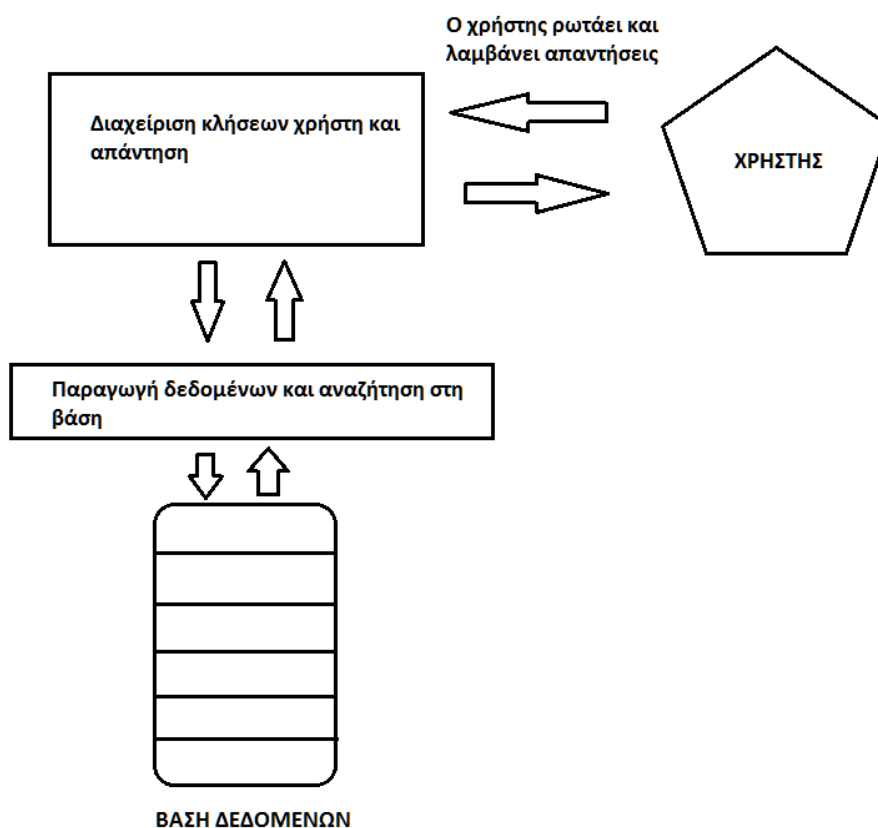 Ο χρήστης ρωτάει και
λαμβάνει απαντήσεις
Διαχείριση κλήσεων χρήστη και
απάντηση
ΧΡΗΣΤΗΣ
Παραγωγή δεδομένων και αναζήτηση στη
βάση
ΒΑΣΗ ΔΕΔΟΜΕΝΩΝ